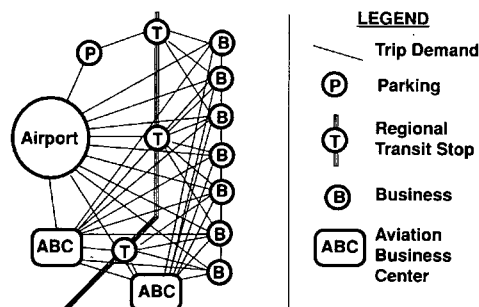 T
B
P
B
B
Airport
T
B
B
ABC
T
B
B
ABC
LEGEND
Trip Demand
P
Parking
T
Regional
Transit Stop
B
Business
ABC
Aviation
Business
Center